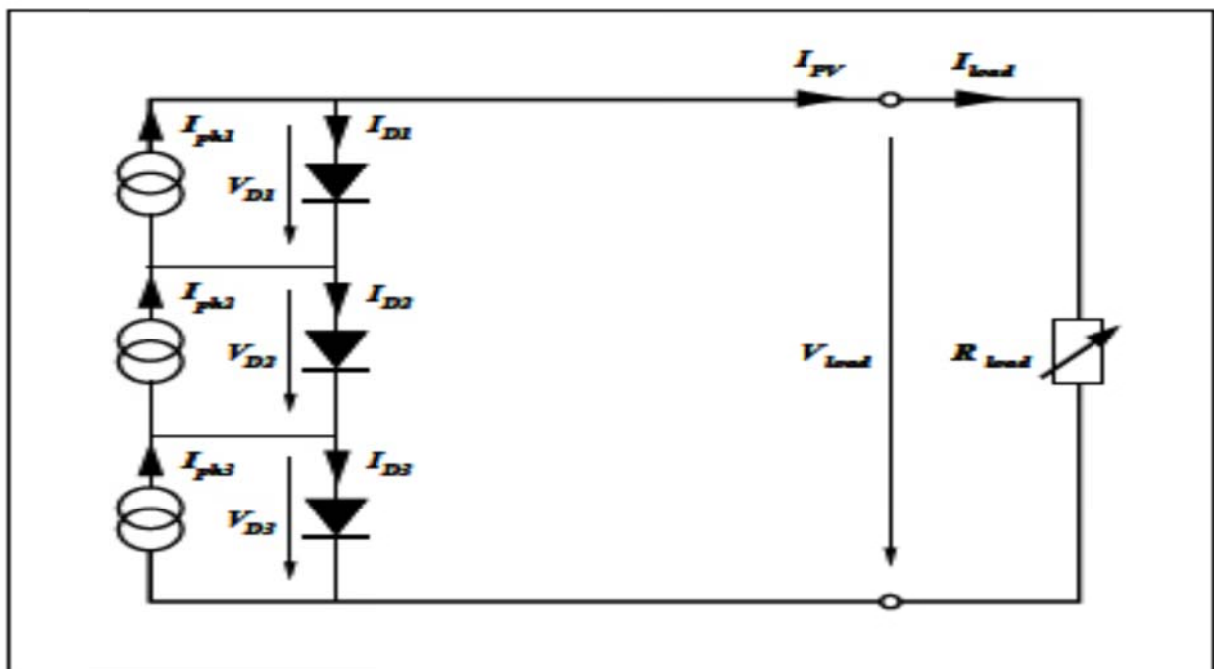 I_PV I_load
I_ph1 I_D1
V_D1
I_ph2 I_D2
V_D2 V_load R_load
I_ph3 I_D3
V_D3